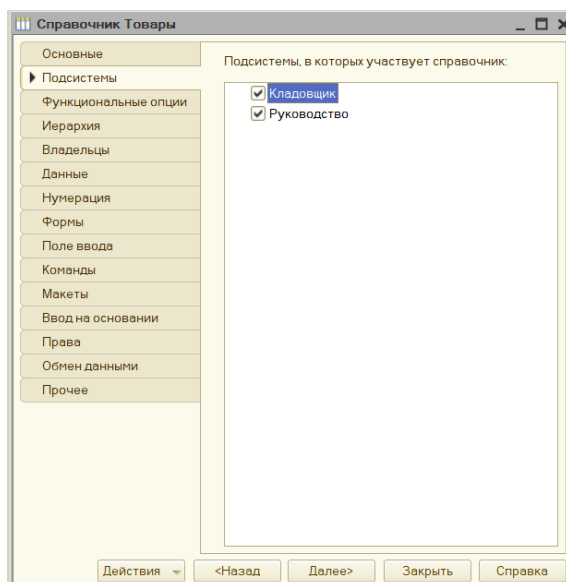 Справочник Товары
Основные
Подсистемы
Функциональные опции
Иерархия
Владельцы
Данные
Нумерация
Формы
Поле ввода
Команды
Макеты
Ввод на основании
Права
Обмен данными
Прочее
Подсистемы, в которых участвует справочник:
Кладовщик
Руководство
Действия
<Назад
Далее>
Закрыть
Справка